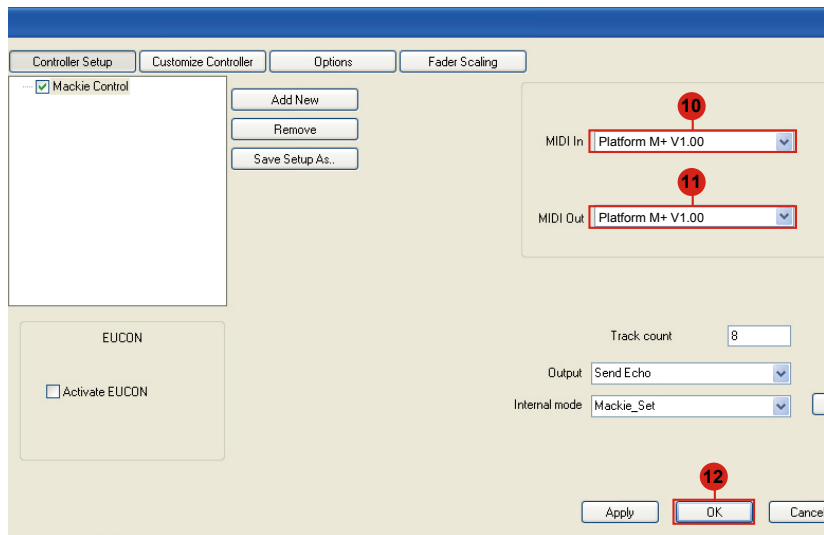 Controller Setup Customize Controller Options Fader Scaling
Mackie Control
Add New
Remove
Save Setup As..
10
MIDI In Platform M+ V1.00
11
MIDI Out Platform M+ V1.00
EUCON
Activate EUCON
Track count 8
Output Send Echo
Internal mode Mackie_Set
12
Apply OK Cance